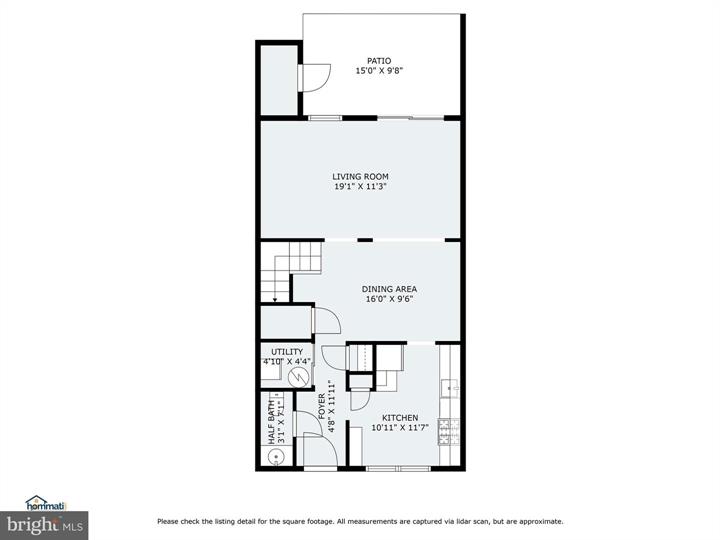 PATIO
15'0" X 9'8"
LIVING ROOM
19'1" X 11'3"
DINING AREA
16'0" X 9'6"
UTILITY
4'10" X 4'4"
FOYER
4'8" X 11'11"
HALF BATH
3'1" X 7'1"
KITCHEN
10'11" X 11'7"
hommati
bright MLS
Please check the listing detail for the square footage. All measurements are captured via lidar scan, but are approximate.